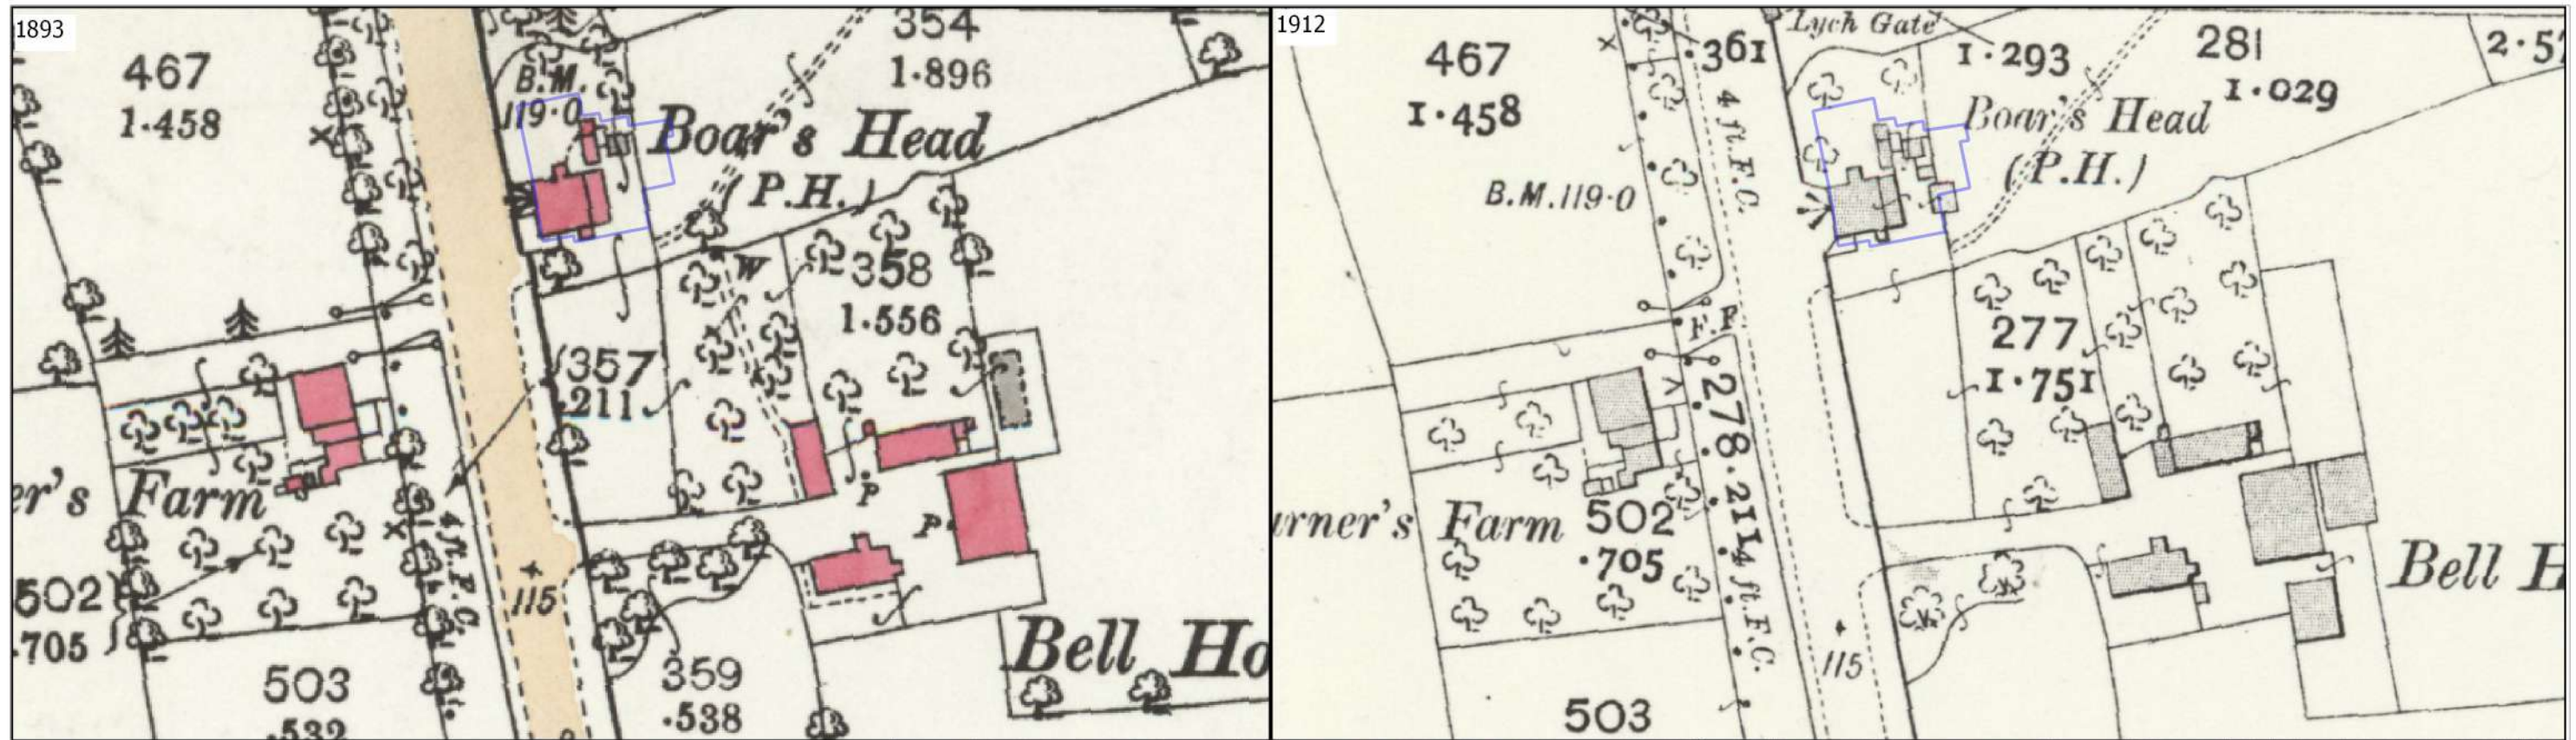 1893
467
1·458
B.M.
119·0
354
1·896
Boar's Head
(P.H.)
W
358
1·556
357
·211
er's Farm
P
P
4 ft. F. C.
502
·705
115
503
·532
359
·538
Bell Ho
1912
Lych Gate
467
1·458
·361
1·293
281
1·029
2·5
4 ft. F.C.
Boar's Head
(P.H.)
B.M.119·0
F. F.
277
1·751
278·211
urner's Farm
502
·705
4 ft. F. C.
115
503
Bell H